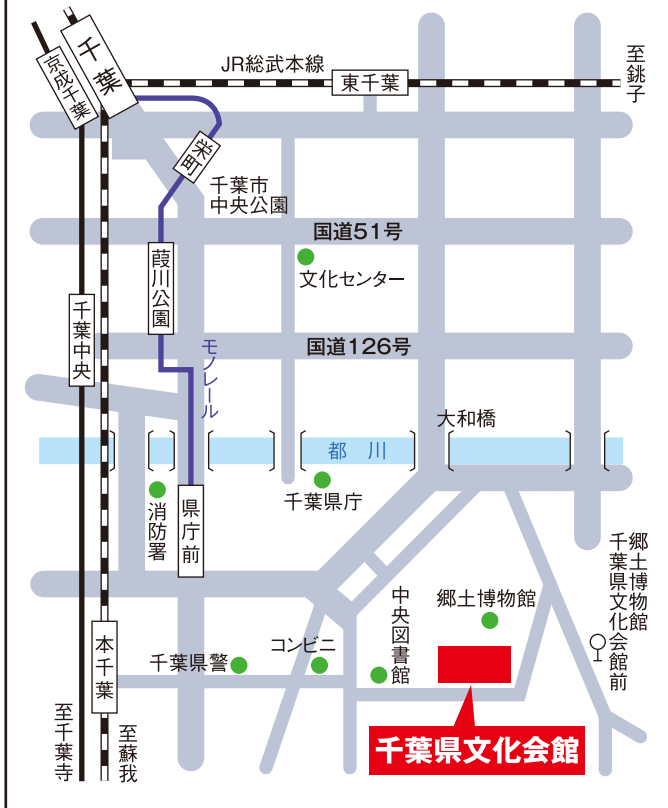 千葉
京成千葉
JR総武本線
東千葉
至銚子
栄町
千葉市
中央公園
国道51号
文化センター
葭川公園
千葉中央
国道126号
モノレール
大和橋
都川
千葉県庁
消防署
県庁前
郷土博物館
千葉県文化会館前
中央図書館
郷土博物館
コンビニ
千葉県警
本千葉
千葉県文化会館
至千葉寺
至蘇我